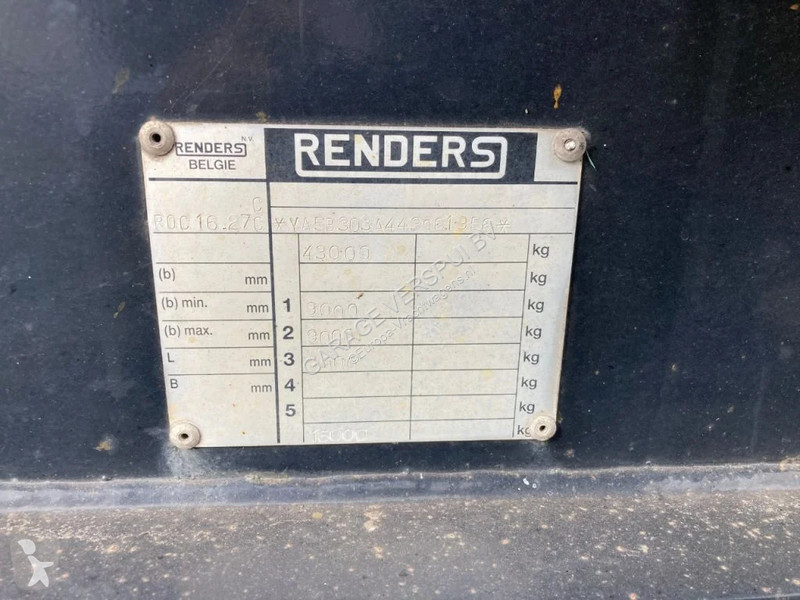 RENDERS N.V.
BELGIE
RENDERS
C
ROC 16.27C
43000 kg
(b) mm kg
(b) min. mm 1 9000 kg
(b) max. mm 2 9000 kg
L mm 3 kg
B mm 4 kg
5 kg
kg
GARAGE VERSPUI BV